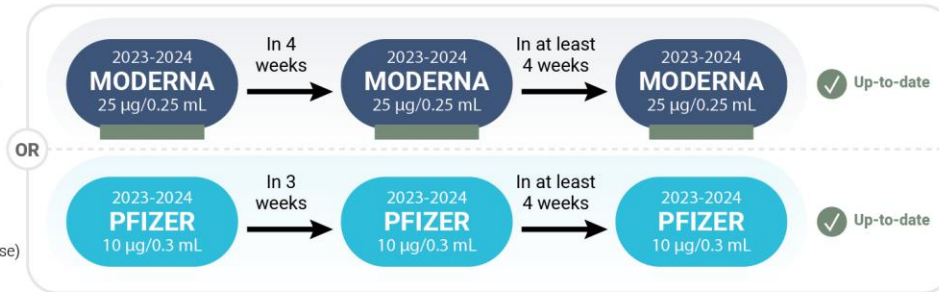 2023-2024
MODERNA
25 µg/0.25 mL
In 4
weeks
2023-2024
MODERNA
25 µg/0.25 mL
In at least
4 weeks
2023-2024
MODERNA
25 µg/0.25 mL
Up-to-date
OR
2023-2024
PFIZER
10 µg/0.3 mL
In 3
weeks
2023-2024
PFIZER
10 µg/0.3 mL
In at least
4 weeks
2023-2024
PFIZER
10 µg/0.3 mL
Up-to-date
se)